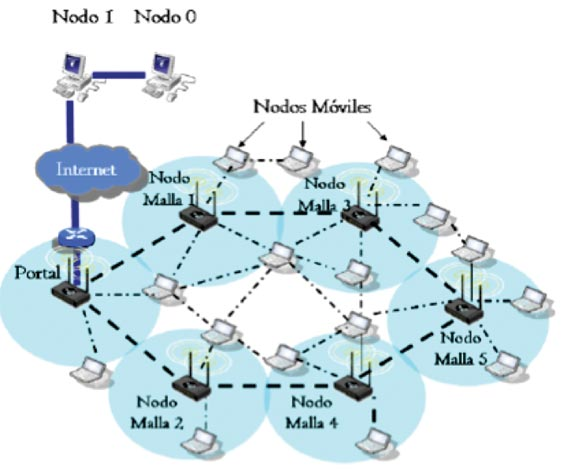 Nodo 1 Nodo 0
Nodos Móviles
Internet
Nodo
Malla 1
Nodo
Malla 3
Portal
Nodo
Malla 5
Nodo
Malla 2
Nodo
Malla 4